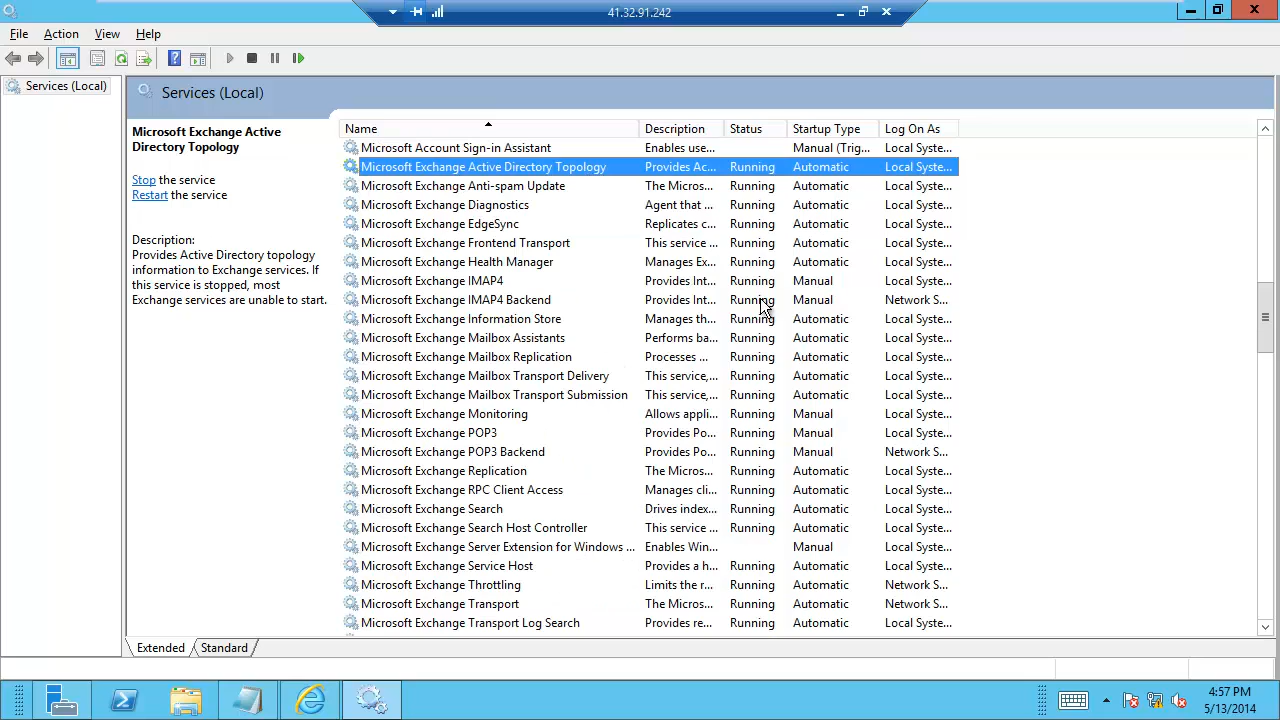 41.32.91.242
File Action View Help
Services (Local)
Services (Local)
Microsoft Exchange Active
Directory Topology
Stop the service
Restart the service
Description:
Provides Active Directory topology
information to Exchange services. If
this service is stopped, most
Exchange services are unable to start.
Name Description Status Startup Type Log On As
Microsoft Account Sign-in Assistant Enables use... Manual (Trig... Local Syste...
Microsoft Exchange Active Directory Topology Provides Ac... Running Automatic Local Syste...
Microsoft Exchange Anti-spam Update The Micros... Running Automatic Local Syste...
Microsoft Exchange Diagnostics Agent that ... Running Automatic Local Syste...
Microsoft Exchange EdgeSync Replicates c... Running Automatic Local Syste...
Microsoft Exchange Frontend Transport This service ... Running Automatic Local Syste...
Microsoft Exchange Health Manager Manages Ex... Running Automatic Local Syste...
Microsoft Exchange IMAP4 Provides Int... Running Manual Local Syste...
Microsoft Exchange IMAP4 Backend Provides Int... Running Manual Network S...
Microsoft Exchange Information Store Manages th... Running Automatic Local Syste...
Microsoft Exchange Mailbox Assistants Performs ba... Running Automatic Local Syste...
Microsoft Exchange Mailbox Replication Processes ... Running Automatic Local Syste...
Microsoft Exchange Mailbox Transport Delivery This service,... Running Automatic Local Syste...
Microsoft Exchange Mailbox Transport Submission This service,... Running Automatic Local Syste...
Microsoft Exchange Monitoring Allows appli... Running Manual Local Syste...
Microsoft Exchange POP3 Provides Po... Running Manual Local Syste...
Microsoft Exchange POP3 Backend Provides Po... Running Manual Network S...
Microsoft Exchange Replication The Micros... Running Automatic Local Syste...
Microsoft Exchange RPC Client Access Manages cli... Running Automatic Local Syste...
Microsoft Exchange Search Drives index... Running Automatic Local Syste...
Microsoft Exchange Search Host Controller This service ... Running Automatic Local Syste...
Microsoft Exchange Server Extension for Windows ... Enables Win... Manual Local Syste...
Microsoft Exchange Service Host Provides a h... Running Automatic Local Syste...
Microsoft Exchange Throttling Limits the r... Running Automatic Network S...
Microsoft Exchange Transport The Micros... Running Automatic Network S...
Microsoft Exchange Transport Log Search Provides re... Running Automatic Local Syste...
Extended Standard
4:57 PM
5/13/2014